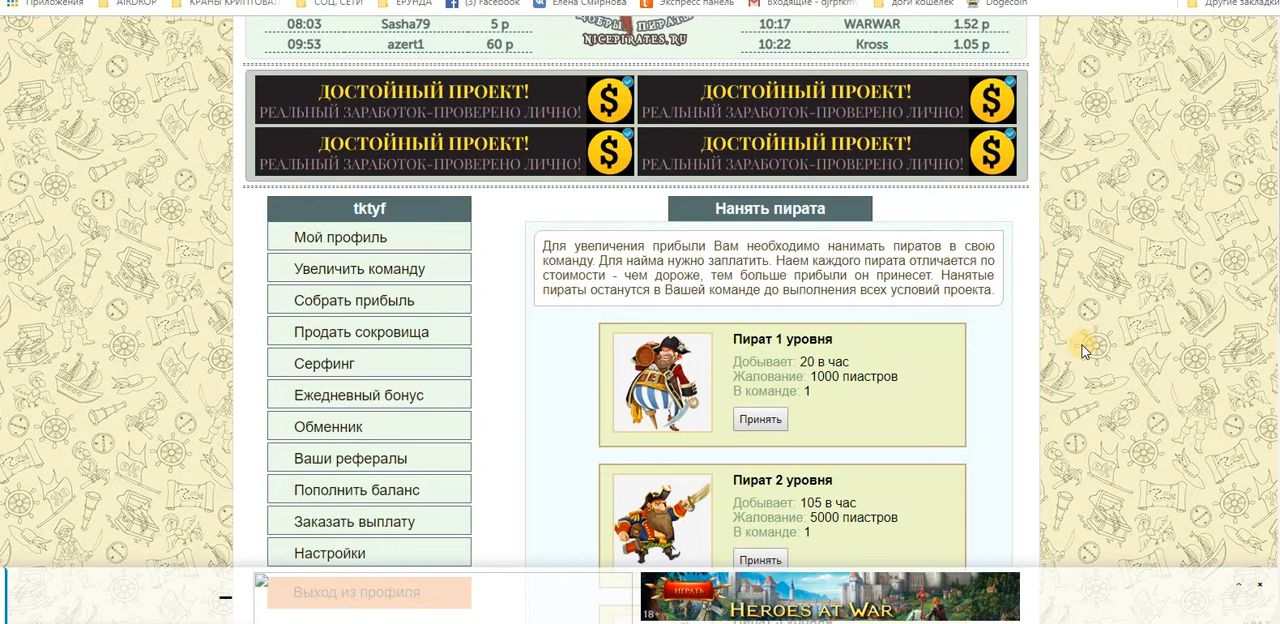 Приложения AIRDROP КРАНЫ КРИПТОВАЛ СОЦ. СЕТИ ЕРУНДА (3) Facebook Елена Смирнова Экспресс панель Входящие - djrpfkmy доги кошелек Dogecoin Другие закладки
08:03 Sasha79 5 р
09:53 azert1 60 р
NICEPIRATES.RU
10:17 WARWAR 1.52 р
10:22 Kross 1.05 р
ДОСТОЙНЫЙ ПРОЕКТ!
РЕАЛЬНЫЙ ЗАРАБОТОК-ПРОВЕРЕНО ЛИЧНО!
ДОСТОЙНЫЙ ПРОЕКТ!
РЕАЛЬНЫЙ ЗАРАБОТОК-ПРОВЕРЕНО ЛИЧНО!
ДОСТОЙНЫЙ ПРОЕКТ!
РЕАЛЬНЫЙ ЗАРАБОТОК-ПРОВЕРЕНО ЛИЧНО!
ДОСТОЙНЫЙ ПРОЕКТ!
РЕАЛЬНЫЙ ЗАРАБОТОК-ПРОВЕРЕНО ЛИЧНО!
tktyf
Мой профиль
Увеличить команду
Собрать прибыль
Продать сокровища
Серфинг
Ежедневный бонус
Обменник
Ваши рефералы
Пополнить баланс
Заказать выплату
Настройки
Выход из профиля
Нанять пирата
Для увеличения прибыли Вам необходимо нанимать пиратов в свою
команду. Для найма нужно заплатить. Наем каждого пирата отличается по
стоимости - чем дороже, тем больше прибыли он принесет. Нанятые
пираты останутся в Вашей команде до выполнения всех условий проекта.
Пират 1 уровня
Добывает: 20 в час
Жалование: 1000 пиастров
В команде: 1
Принять
Пират 2 уровня
Добывает: 105 в час
Жалование: 5000 пиастров
В команде: 1
Принять
ИГРАТЬ
18+
HEROES AT WAR